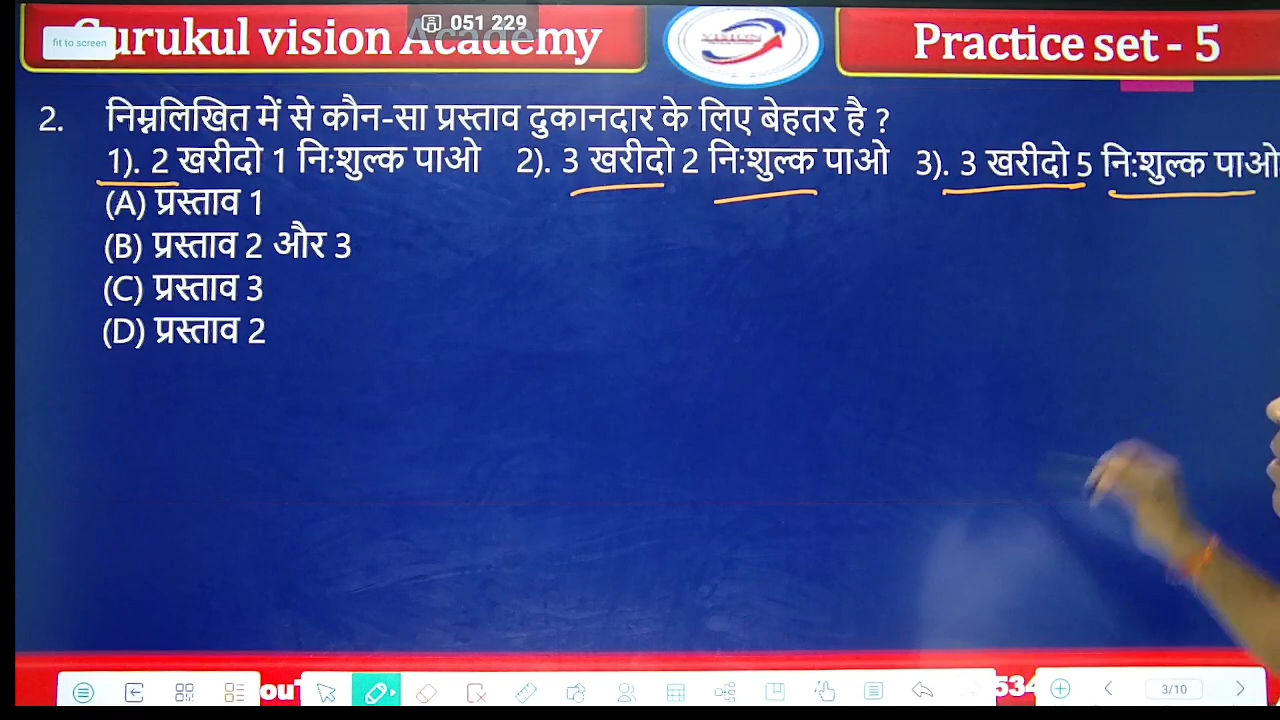 051 229
fit to screen
Gurukul vision Academy
VISION
Practice set - 5
2. निम्नलिखित में से कौन-सा प्रस्ताव दुकानदार के लिए बेहतर है ?
1). 2 खरीदो 1 नि:शुल्क पाओ 2). 3 खरीदो 2 नि:शुल्क पाओ 3). 3 खरीदो 5 नि:शुल्क पाओ
(A) प्रस्ताव 1
(B) प्रस्ताव 2 और 3
(C) प्रस्ताव 3
(D) प्रस्ताव 2
3/10